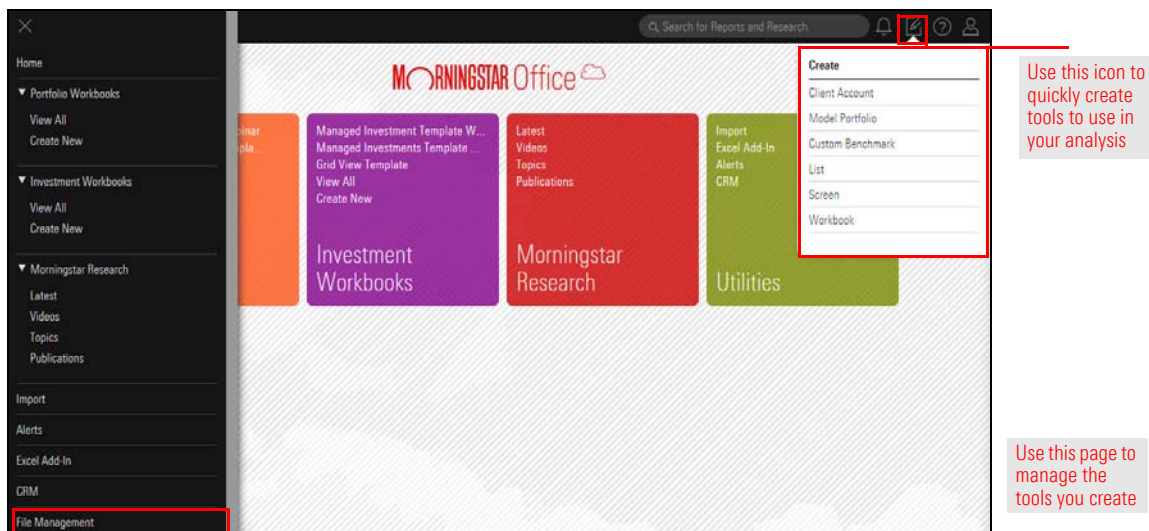 Search for Reports and Research
Home
Portfolio Workbooks
View All
Create New
Investment Workbooks
View All
Create New
Morningstar Research
Latest
Videos
Topics
Publications
Import
Alerts
Excel Add-In
CRM
File Management
MORNINGSTAR Office
Managed Investment Template W...
Managed Investments Template ...
Grid View Template
View All
Create New
Investment
Workbooks
Latest
Videos
Topics
Publications
Morningstar
Research
Import
Excel Add-In
Alerts
CRM
Utilities
Create
Client Account
Model Portfolio
Custom Benchmark
List
Screen
Workbook
Use this icon to
quickly create
tools to use in
your analysis
Use this page to
manage the
tools you create